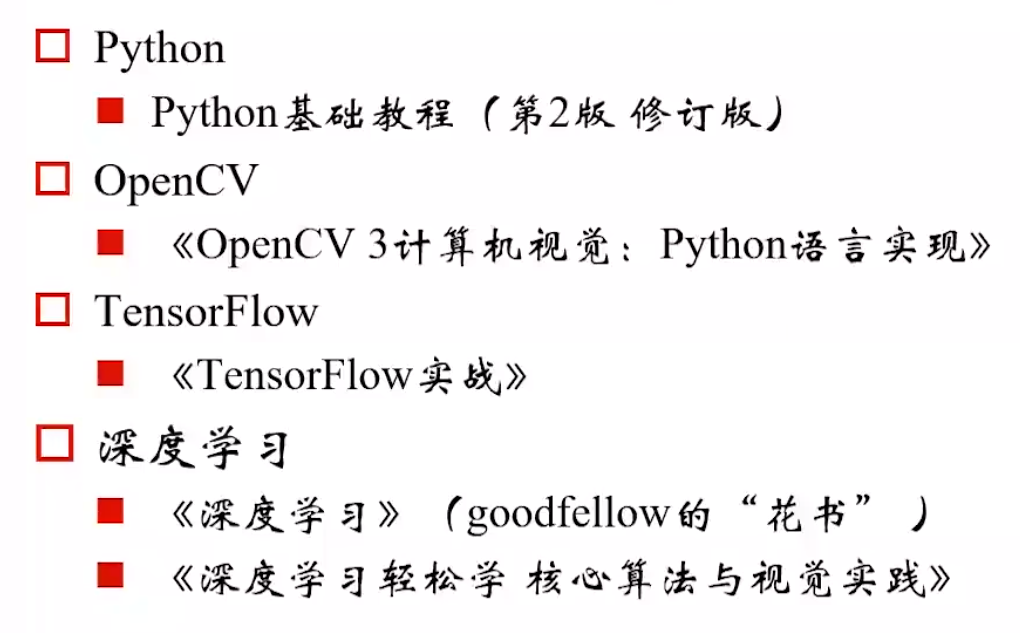 Python
Python基础教程（第2版 修订版）
OpenCV
《OpenCV 3计算机视觉：Python语言实现》
TensorFlow
《TensorFlow实战》
深度学习
《深度学习》（goodfellow的“花书”）
《深度学习轻松学 核心算法与视觉实践》